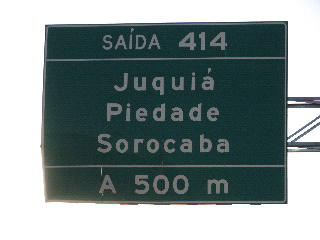 SAÍDA 414
Juquiá
Piedade
Sorocaba
A 500 m